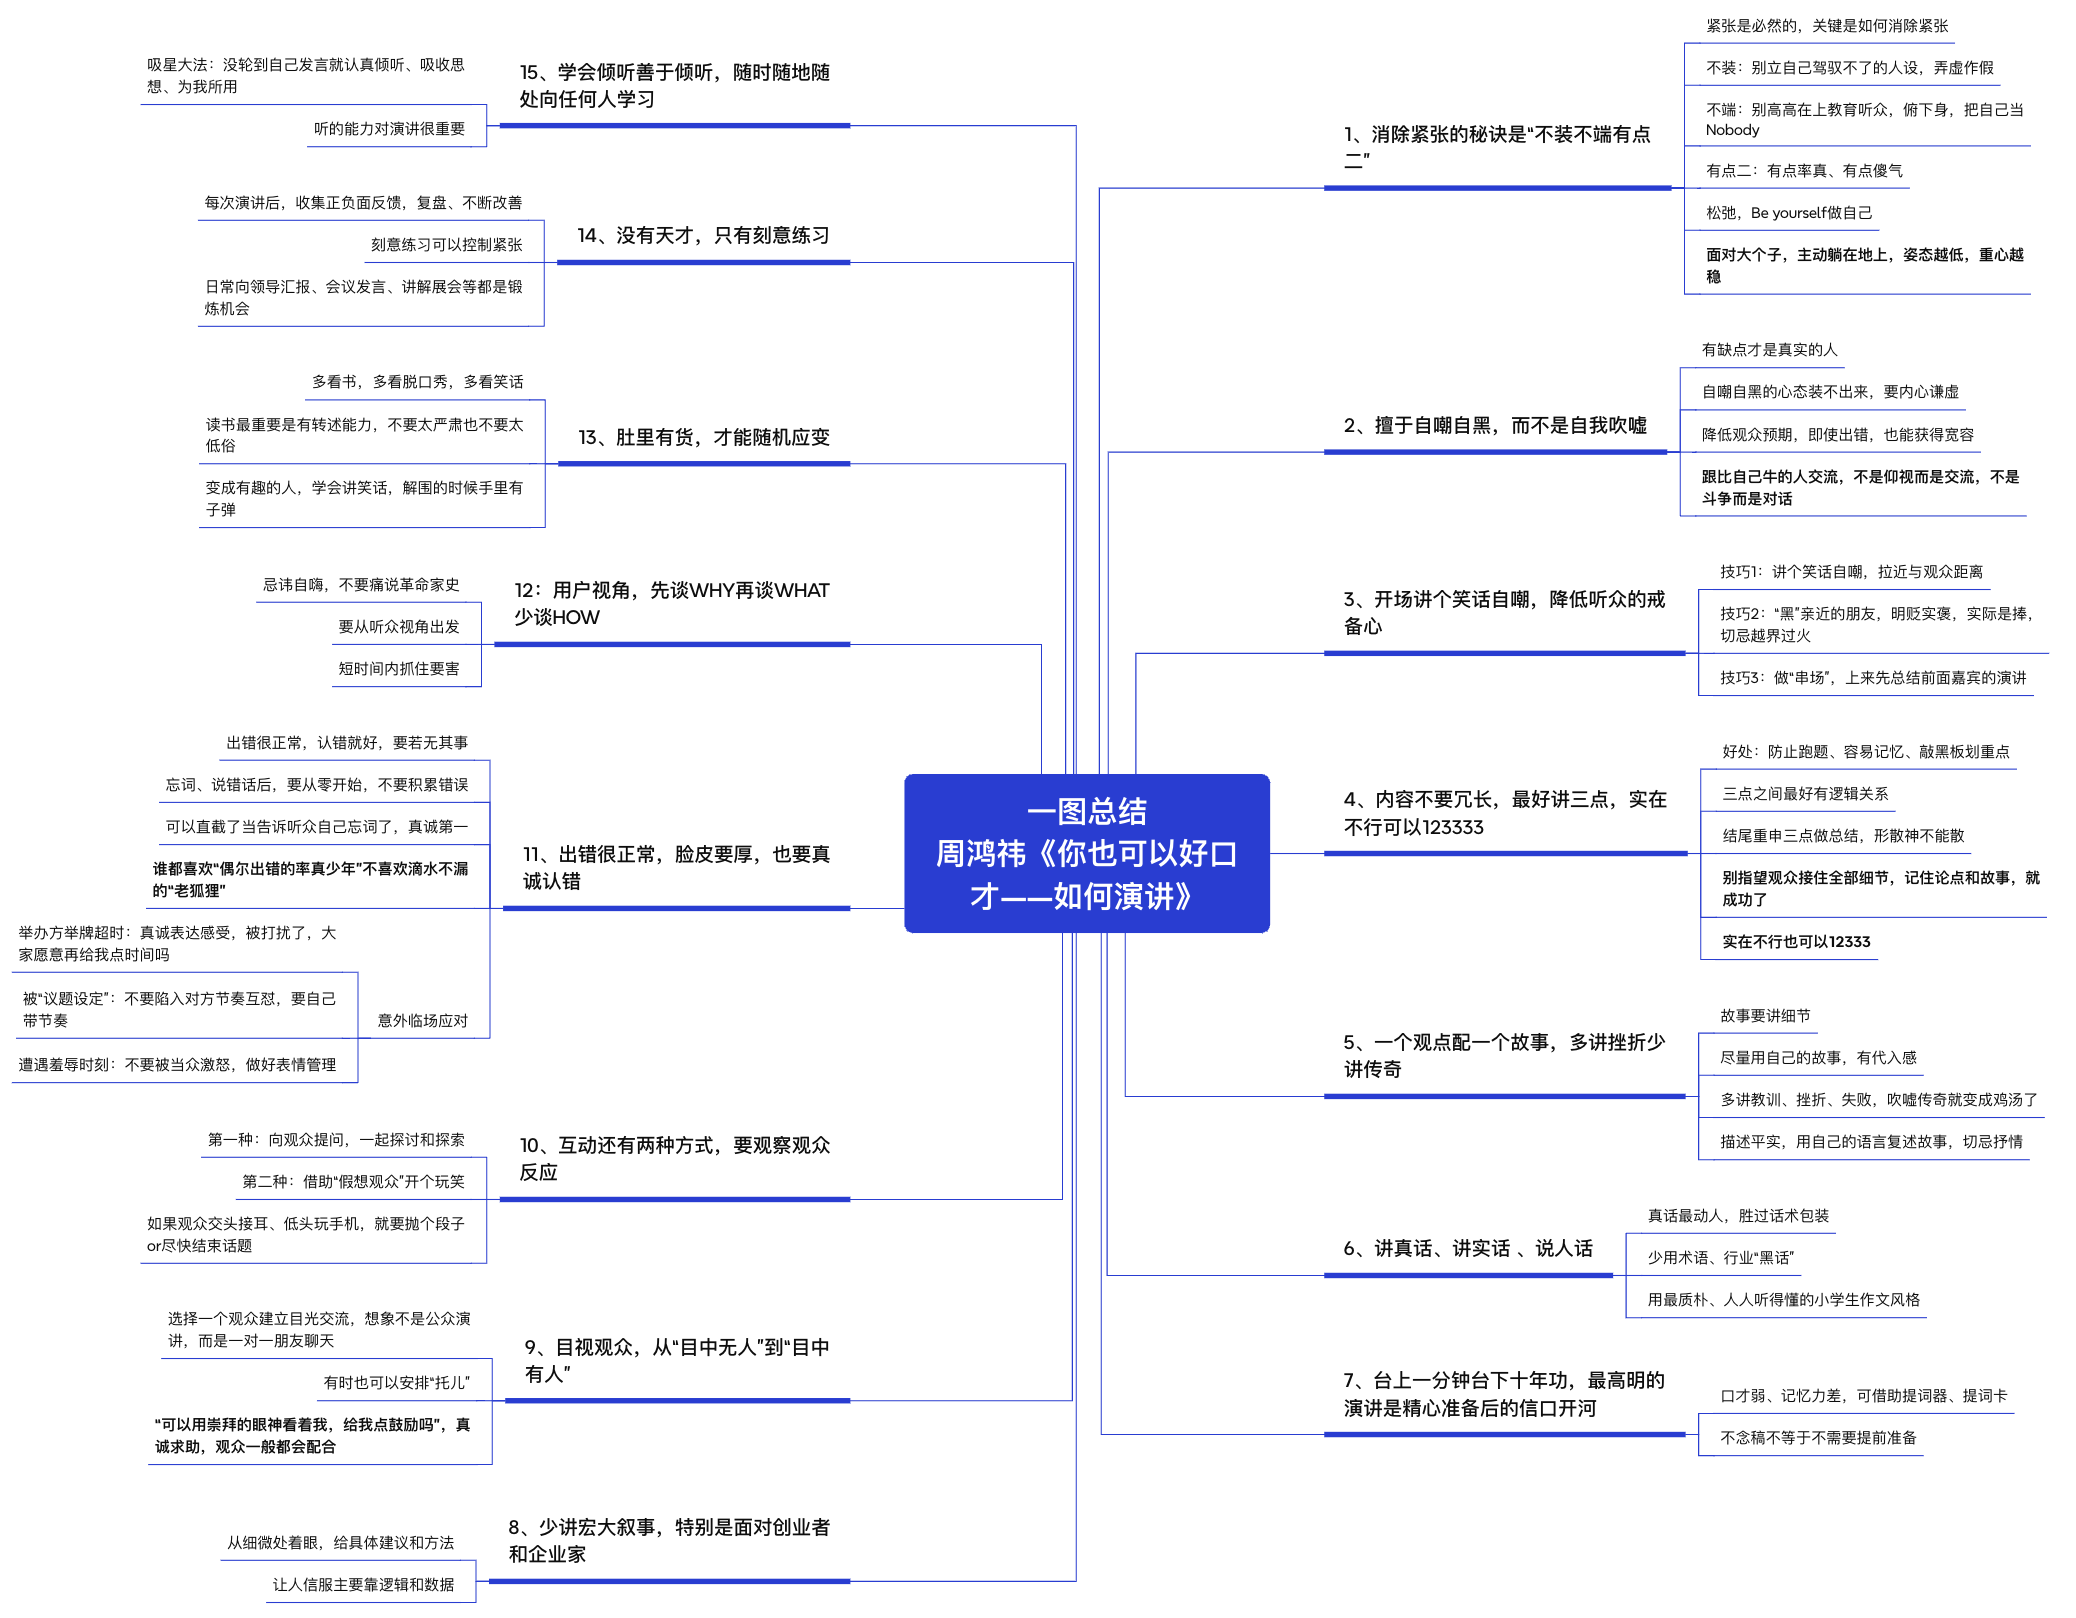 一图总结
周鸿祎《你也可以好口
才——如何演讲》
1、消除紧张的秘诀是“不装不端有点
二”
紧张是必然的，关键是如何消除紧张
不装：别立自己驾驭不了的人设，弄虚作假
不端：别高高在上教育听众，俯下身，把自己当
Nobody
有点二：有点率真、有点傻气
松弛，Be yourself做自己
面对大个子，主动躺在地上，姿态越低，重心越
稳
2、擅于自嘲自黑，而不是自我吹嘘
有缺点才是真实的人
自嘲自黑的心态装不出来，要内心谦虚
降低观众预期，即使出错，也能获得宽容
跟比自己牛的人交流，不是仰视而是交流，不是
斗争而是对话
3、开场讲个笑话自嘲，降低听众的戒
备心
技巧1：讲个笑话自嘲，拉近与观众距离
技巧2：“黑”亲近的朋友，明贬实褒，实际是捧，
切忌越界过火
技巧3：做“串场”，上来先总结前面嘉宾的演讲
4、内容不要冗长，最好讲三点，实在
不行可以123333
好处：防止跑题、容易记忆、敲黑板划重点
三点之间最好有逻辑关系
结尾重申三点做总结，形散神不能散
别指望观众接住全部细节，记住论点和故事，就
成功了
实在不行也可以12333
5、一个观点配一个故事，多讲挫折少
讲传奇
故事要讲细节
尽量用自己的故事，有代入感
多讲教训、挫折、失败，吹嘘传奇就变成鸡汤了
描述平实，用自己的语言复述故事，切忌抒情
6、讲真话、讲实话 、说人话
真话最动人，胜过话术包装
少用术语、行业“黑话”
用最质朴、人人听得懂的小学生作文风格
7、台上一分钟台下十年功，最高明的
演讲是精心准备后的信口开河
口才弱、记忆力差，可借助提词器、提词卡
不念稿不等于不需要提前准备
8、少讲宏大叙事，特别是面对创业者
和企业家
从细微处着眼，给具体建议和方法
让人信服主要靠逻辑和数据
9、目视观众，从“目中无人”到“目中
有人”
选择一个观众建立目光交流，想象不是公众演
讲，而是一对一朋友聊天
有时也可以安排“托儿”
“可以用崇拜的眼神看着我，给我点鼓励吗”，真
诚求助，观众一般都会配合
10、互动还有两种方式，要观察观众
反应
第一种：向观众提问，一起探讨和探索
第二种：借助“假想观众”开个玩笑
如果观众交头接耳、低头玩手机，就要抛个段子
or尽快结束话题
11、出错很正常，脸皮要厚，也要真
诚认错
出错很正常，认错就好，要若无其事
忘词、说错话后，要从零开始，不要积累错误
可以直截了当告诉听众自己忘词了，真诚第一
谁都喜欢“偶尔出错的率真少年”不喜欢滴水不漏
的“老狐狸”
意外临场应对
举办方举牌超时：真诚表达感受，被打扰了，大
家愿意再给我点时间吗
被“议题设定”：不要陷入对方节奏互怼，要自己
带节奏
遭遇羞辱时刻：不要被当众激怒，做好表情管理
12：用户视角，先谈WHY再谈WHAT
少谈HOW
忌讳自嗨，不要痛说革命家史
要从听众视角出发
短时间内抓住要害
13、肚里有货，才能随机应变
多看书，多看脱口秀，多看笑话
读书最重要是有转述能力，不要太严肃也不要太
低俗
变成有趣的人，学会讲笑话，解围的时候手里有
子弹
14、没有天才，只有刻意练习
每次演讲后，收集正负面反馈，复盘、不断改善
刻意练习可以控制紧张
日常向领导汇报、会议发言、讲解展会等都是锻
炼机会
15、学会倾听善于倾听，随时随地随
处向任何人学习
吸星大法：没轮到自己发言就认真倾听、吸收思
想、为我所用
听的能力对演讲很重要